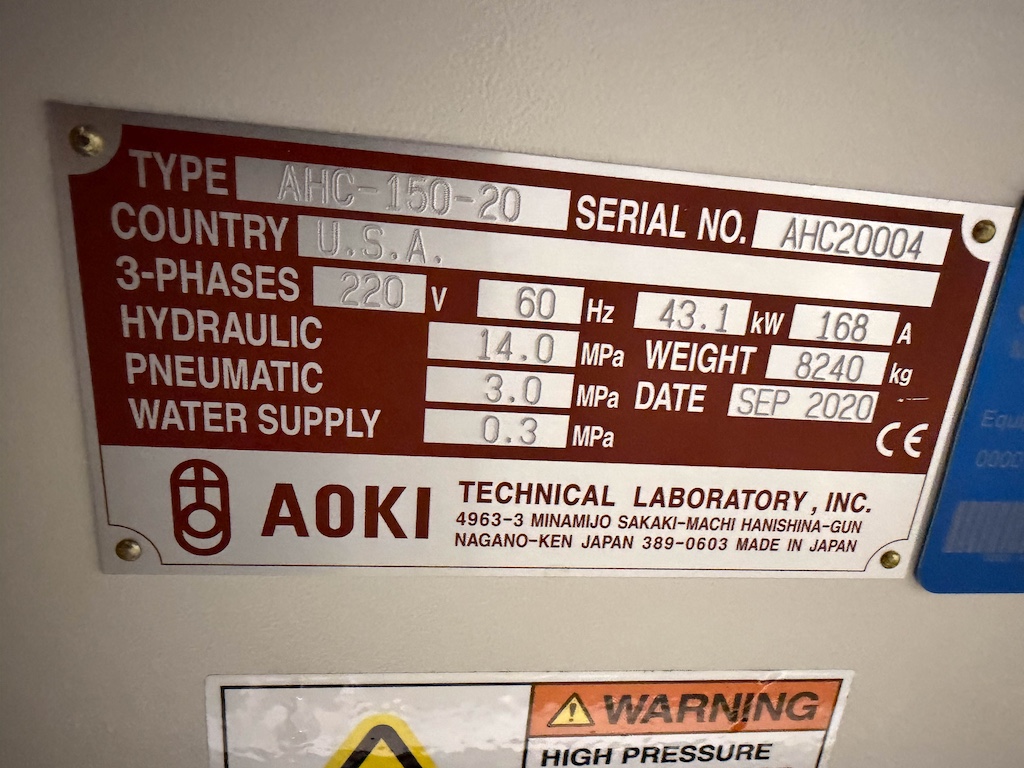 TYPE AHC-150-20 SERIAL NO. AHC20004
COUNTRY U.S.A.
3-PHASES 220 V 60 Hz 43.1 kW 168 A
HYDRAULIC 14.0 MPa WEIGHT 8240 kg
PNEUMATIC 3.0 MPa DATE SEP 2020
WATER SUPPLY 0.3 MPa
CE
AOKI TECHNICAL LABORATORY, INC.
4963-3 MINAMIJO SAKAKI-MACHI HANISHINA-GUN
NAGANO-KEN JAPAN 389-0603 MADE IN JAPAN
WARNING
HIGH PRESSURE